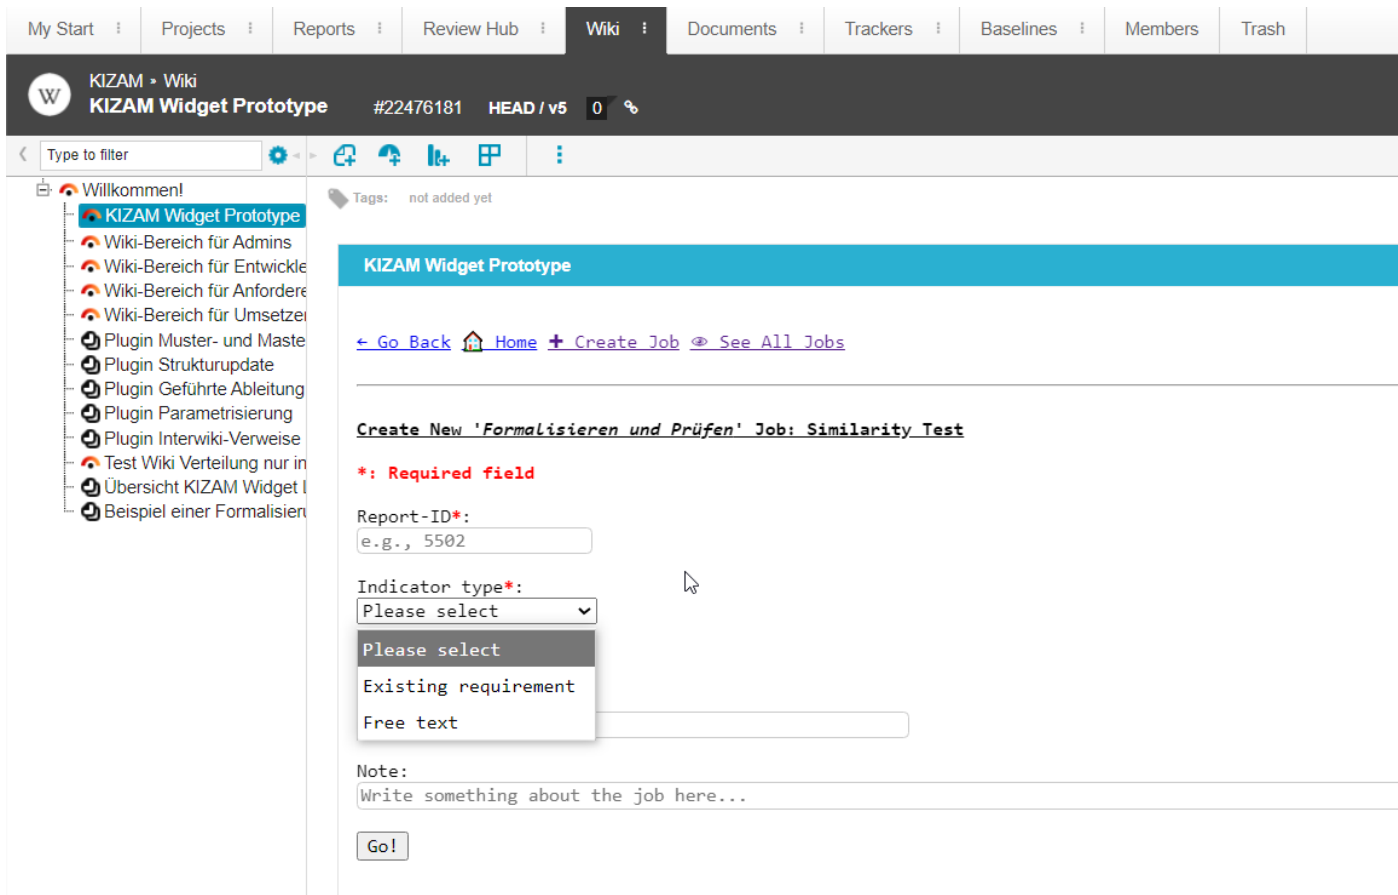 My Start Projects Reports Review Hub Wiki Documents Trackers Baselines Members Trash
W
KIZAM » Wiki
KIZAM Widget Prototype #22476181 HEAD / v5 0
Type to filter
Willkommen!
KIZAM Widget Prototype
Wiki-Bereich für Admins
Wiki-Bereich für Entwickle
Wiki-Bereich für Anfordere
Wiki-Bereich für Umsetzer
Plugin Muster- und Maste
Plugin Strukturupdate
Plugin Geführte Ableitung
Plugin Parametrisierung
Plugin Interwiki-Verweise
Test Wiki Verteilung nur in
Übersicht KIZAM Widget
Beispiel einer Formalisieru
Tags: not added yet
KIZAM Widget Prototype
← Go Back 🏠 Home + Create Job 👁 See All Jobs
Create New 'Formalisieren und Prüfen' Job: Similarity Test
*: Required field
Report-ID*:
e.g., 5502
Indicator type*:
Please select
Please select
Existing requirement
Free text
Note:
Write something about the job here...
Go!